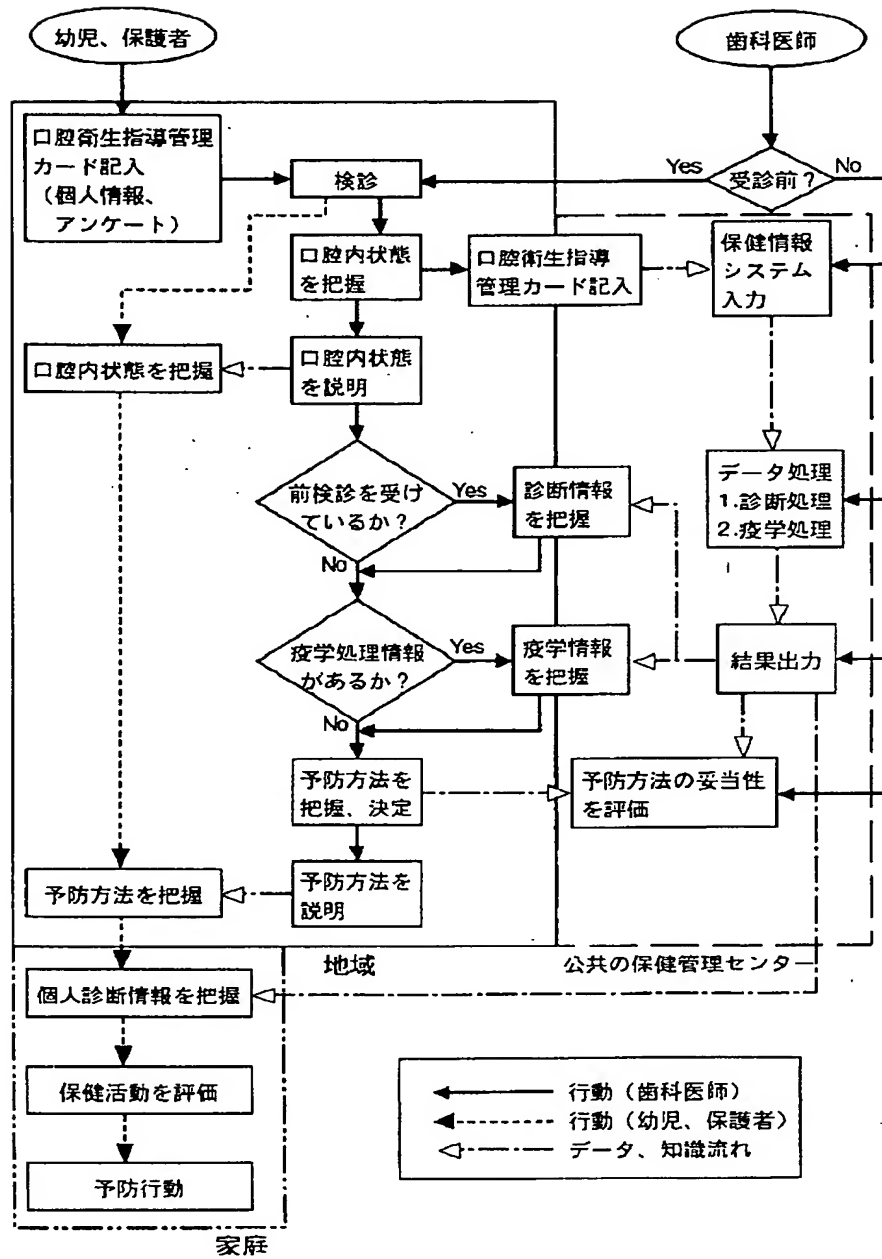 幼児、保護者
歯科医師
口腔衛生指導管理
カード記入
(個人情報、
アンケート)
検診
Yes
受診前?
No
口腔内状態
を把握
口腔衛生指導
管理カード記入
保健情報
システム
入力
口腔内状態を把握
口腔内状態
を説明
前検診を受け
ているか?
Yes
No
診断情報
を把握
データ処理
1.診断処理
2.疫学処理
疫学処理情報
があるか?
Yes
No
疫学情報
を把握
結果出力
予防方法を
把握、決定
予防方法の妥当性
を評価
予防方法を把握
予防方法を
説明
地域
公共の保健管理センター
個人診断情報を把握
保健活動を評価
予防行動
家庭
行動(歯科医師)
行動(幼児、保護者)
データ、知識流れ